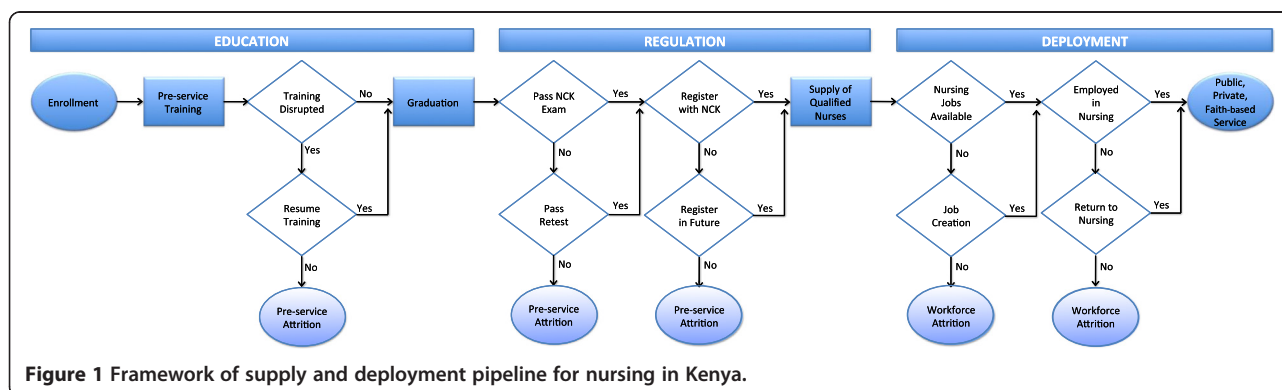 EDUCATION
REGULATION
DEPLOYMENT
Enrollment
Pre-service
Training
Training
Disrupted
No
Yes
Resume
Training
Yes
No
Pre-service
Attrition
Graduation
Pass NCK
Exam
Yes
No
Pass
Retest
Yes
No
Pre-service
Attrition
Register
with NCK
Yes
No
Register
in Future
Yes
No
Pre-service
Attrition
Supply of
Qualified
Nurses
Nursing
Jobs
Available
Yes
No
Job
Creation
Yes
No
Workforce
Attrition
Employed
in
Nursing
Yes
No
Return to
Nursing
Yes
No
Workforce
Attrition
Public,
Private,
Faith-based
Service
Figure 1 Framework of supply and deployment pipeline for nursing in Kenya.